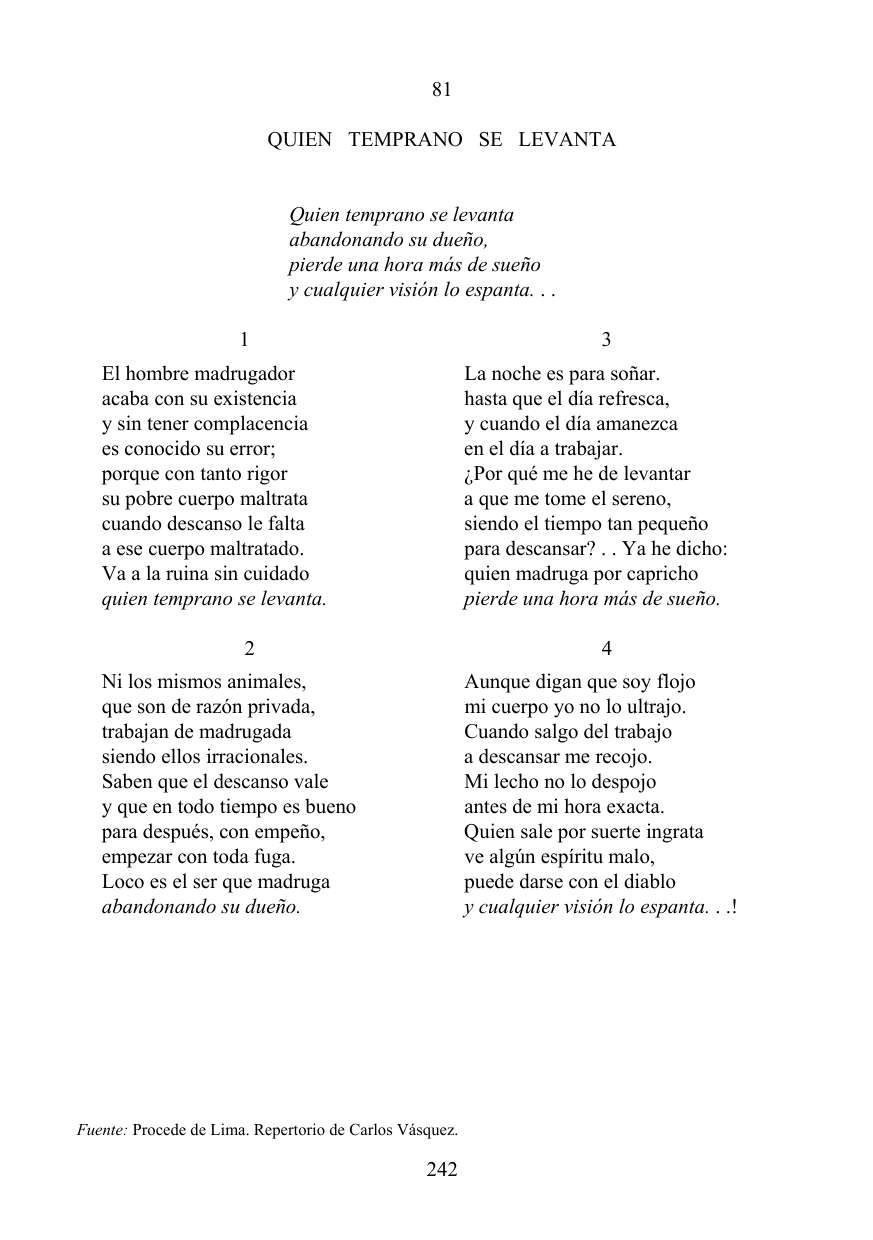 81
QUIEN TEMPRANO SE LEVANTA
Quien temprano se levanta
abandonando su dueño,
pierde una hora más de sueño
y cualquier visión lo espanta. . .
1
El hombre madrugador
acaba con su existencia
y sin tener complacencia
es conocido su error;
porque con tanto rigor
su pobre cuerpo maltrata
cuando descanso le falta
a ese cuerpo maltratado.
Va a la ruina sin cuidado
quien temprano se levanta.
2
Ni los mismos animales,
que son de razón privada,
trabajan de madrugada
siendo ellos irracionales.
Saben que el descanso vale
y que en todo tiempo es bueno
para después, con empeño,
empezar con toda fuga.
Loco es el ser que madruga
abandonando su dueño.
3
La noche es para soñar.
hasta que el día refresca,
y cuando el día amanezca
en el día a trabajar.
¿Por qué me he de levantar
a que me tome el sereno,
siendo el tiempo tan pequeño
para descansar? . . Ya he dicho:
quien madruga por capricho
pierde una hora más de sueño.
4
Aunque digan que soy flojo
mi cuerpo yo no lo ultrajo.
Cuando salgo del trabajo
a descansar me recojo.
Mi lecho no lo despojo
antes de mi hora exacta.
Quien sale por suerte ingrata
ve algún espíritu malo,
puede darse con el diablo
y cualquier visión lo espanta. . .!
Fuente: Procede de Lima. Repertorio de Carlos Vásquez.
242